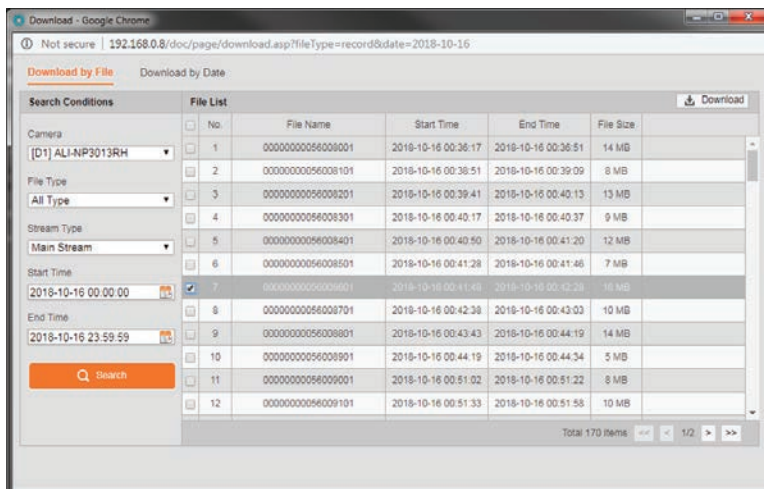 Download - Google Chrome
Not secure | 192.168.0.8/doc/page/download.asp?fileType=record&date=2018-10-16
Download by File Download by Date
Search Conditions
Camera
[D1] ALI-NP3013RH
File Type
All Type
Stream Type
Main Stream
Start Time
2018-10-16 00:00:00
End Time
2018-10-16 23:59:59
Search
File List Download
No. File Name Start Time End Time File Size
1 00000000056008001 2018-10-16 00:36:17 2018-10-16 00:36:51 14 MB
2 00000000056008101 2018-10-16 00:38:51 2018-10-16 00:39:09 8 MB
3 00000000056008201 2018-10-16 00:39:41 2018-10-16 00:40:13 13 MB
4 00000000056008301 2018-10-16 00:40:17 2018-10-16 00:40:37 9 MB
5 00000000056008401 2018-10-16 00:40:50 2018-10-16 00:41:20 12 MB
6 00000000056008501 2018-10-16 00:41:28 2018-10-16 00:41:46 7 MB
7
8 00000000056008701 2018-10-16 00:42:38 2018-10-16 00:43:03 10 MB
9 00000000056008801 2018-10-16 00:43:43 2018-10-16 00:44:19 14 MB
10 00000000056008901 2018-10-16 00:44:19 2018-10-16 00:44:34 5 MB
11 00000000056009001 2018-10-16 00:51:02 2018-10-16 00:51:22 8 MB
12 00000000056009101 2018-10-16 00:51:33 2018-10-16 00:51:58 10 MB
Total 170 Items << < 1/2 > >>